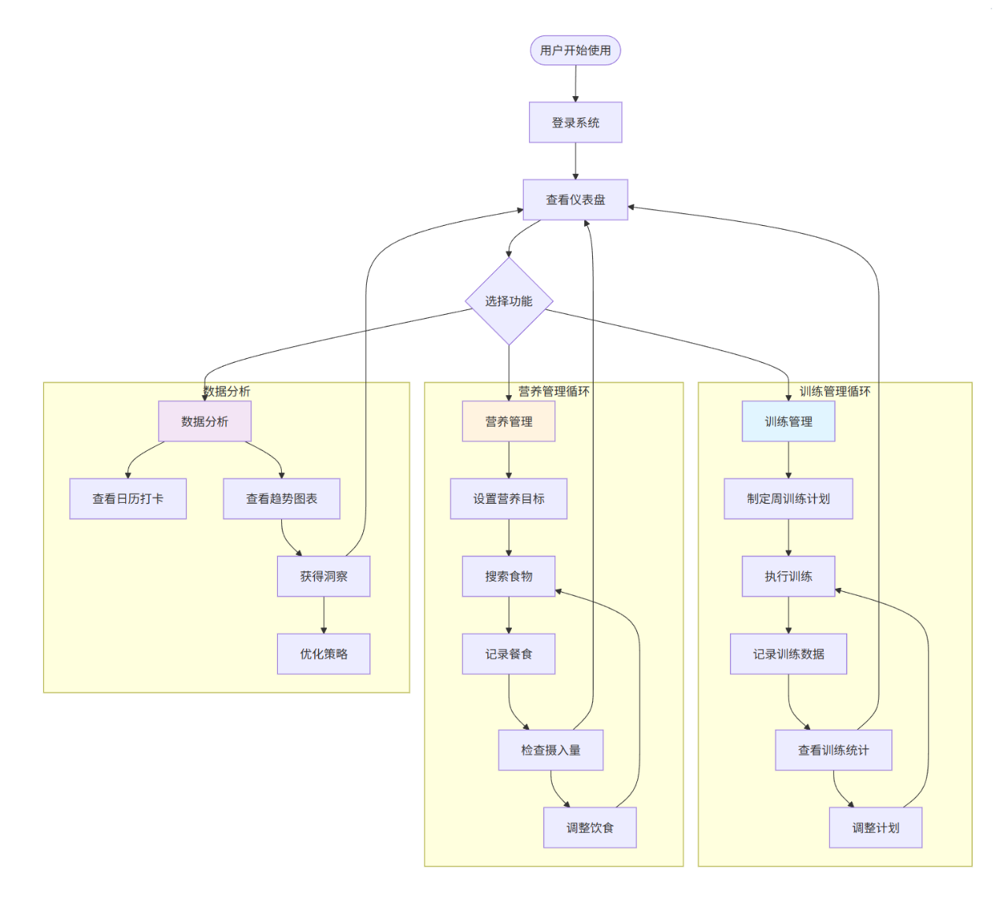 用户开始使用
登录系统
查看仪表盘
选择功能
数据分析
数据分析
查看日历打卡
查看趋势图表
获得洞察
优化策略
营养管理循环
营养管理
设置营养目标
搜索食物
记录餐食
检查摄入量
调整饮食
训练管理循环
训练管理
制定周训练计划
执行训练
记录训练数据
查看训练统计
调整计划